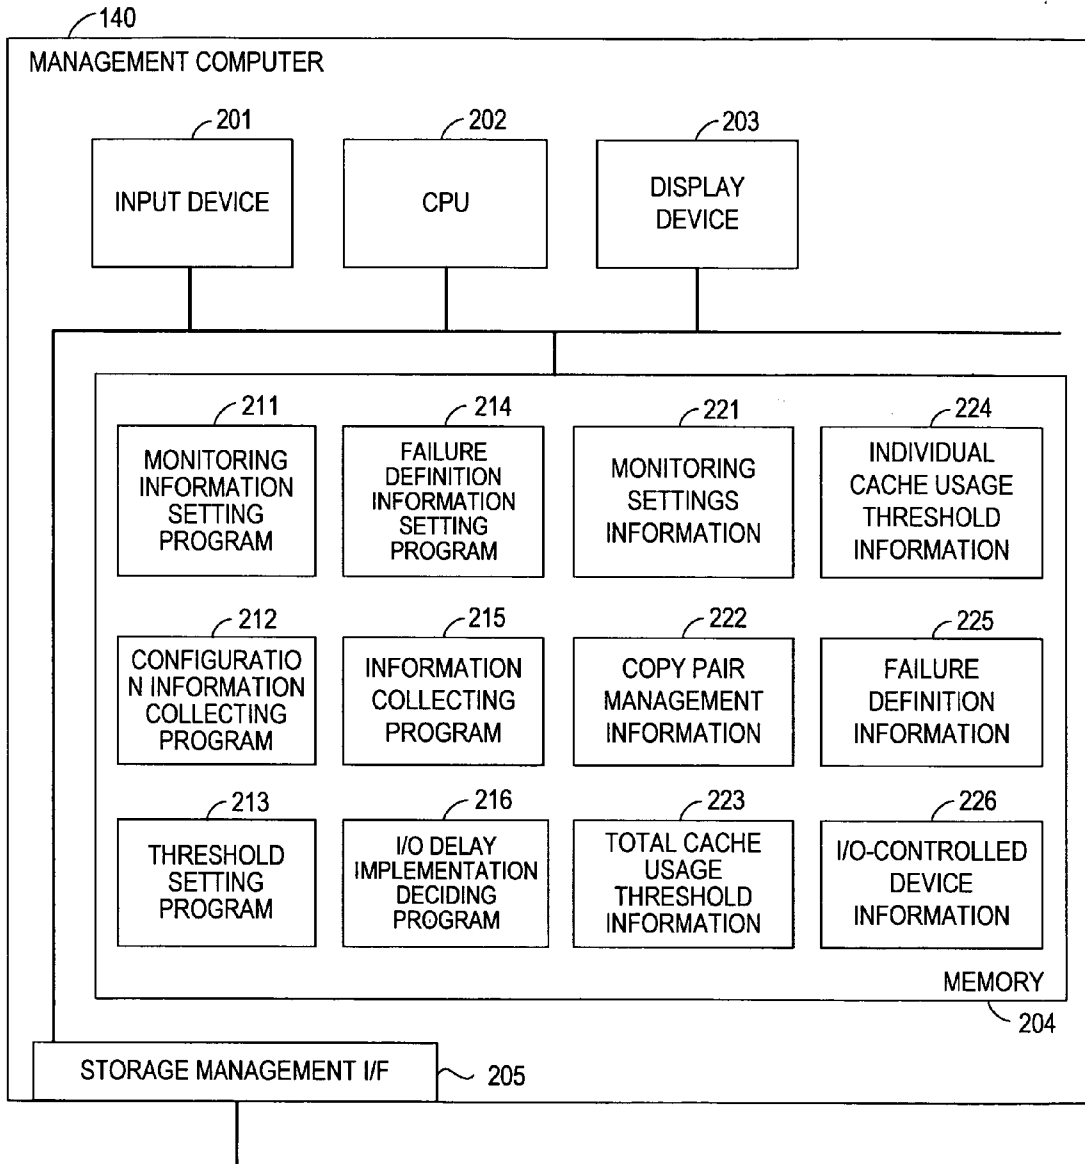 140
MANAGEMENT COMPUTER
201
202
203
INPUT DEVICE
CPU
DISPLAY
DEVICE
211
214
221
224
MONITORING
INFORMATION
SETTING
PROGRAM
FAILURE
DEFINITION
INFORMATION
SETTING
PROGRAM
MONITORING
SETTINGS
INFORMATION
INDIVIDUAL
CACHE USAGE
THRESHOLD
INFORMATION
212
215
222
225
CONFIGURATIO
N INFORMATION
COLLECTING
PROGRAM
INFORMATION
COLLECTING
PROGRAM
COPY PAIR
MANAGEMENT
INFORMATION
FAILURE
DEFINITION
INFORMATION
213
216
223
226
THRESHOLD
SETTING
PROGRAM
I/O DELAY
IMPLEMENTATION
DECIDING
PROGRAM
TOTAL CACHE
USAGE
THRESHOLD
INFORMATION
I/O-CONTROLLED
DEVICE
INFORMATION
MEMORY
204
STORAGE MANAGEMENT I/F
205